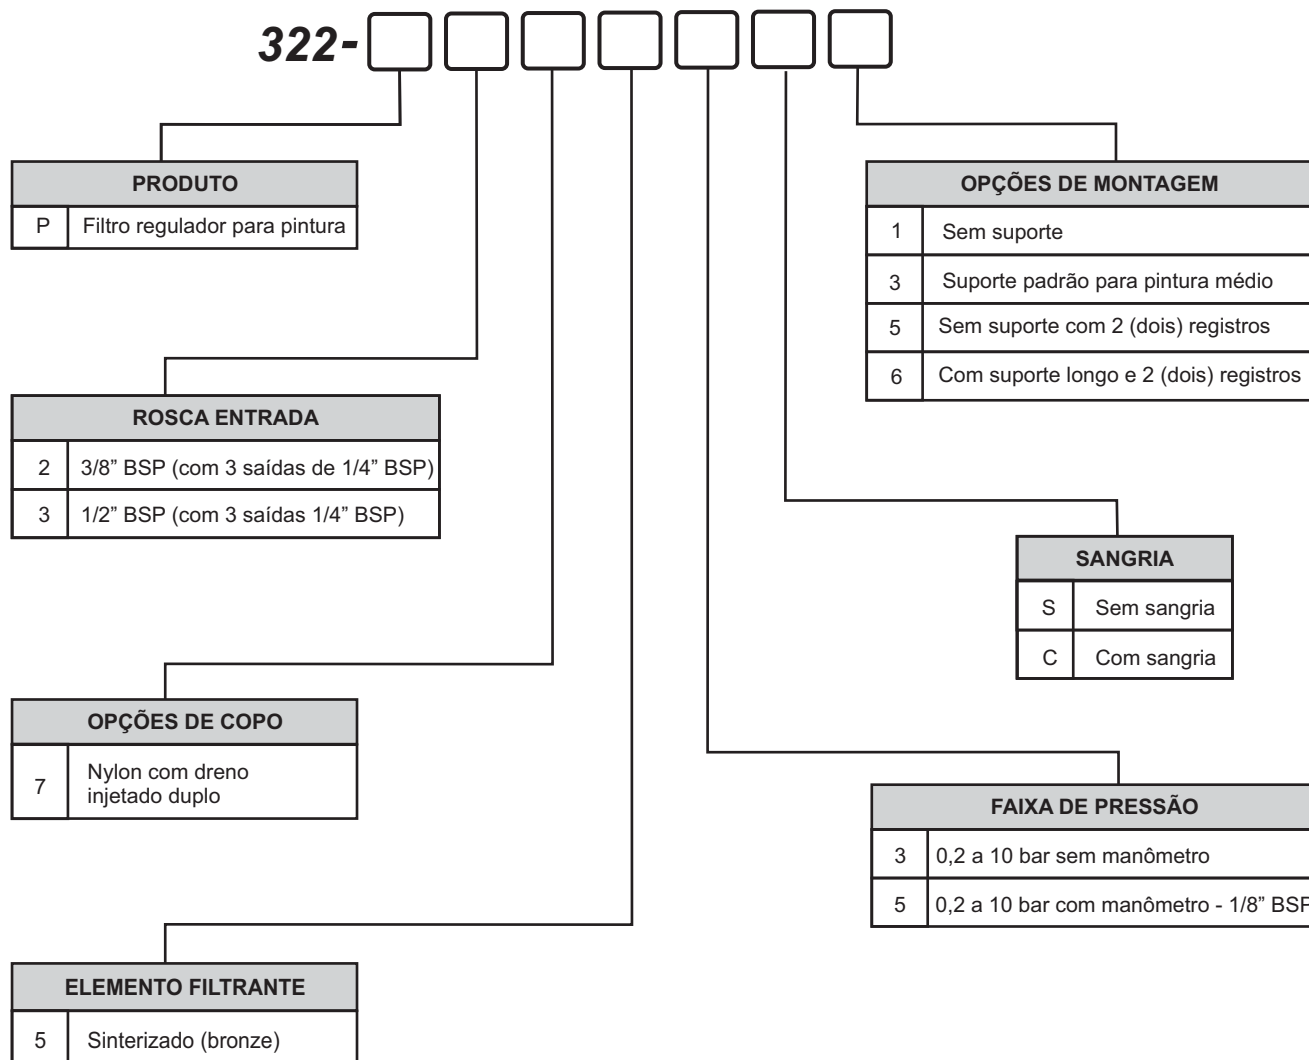 322-
PRODUTO
P Filtro regulador para pintura
ROSCA ENTRADA
2 3/8” BSP (com 3 saídas de 1/4” BSP)
3 1/2” BSP (com 3 saídas 1/4” BSP)
OPÇÕES DE COPO
7 Nylon com dreno
injetado duplo
ELEMENTO FILTRANTE
5 Sinterizado (bronze)
OPÇÕES DE MONTAGEM
1 Sem suporte
3 Suporte padrão para pintura médio
5 Sem suporte com 2 (dois) registros
6 Com suporte longo e 2 (dois) registros
SANGRIA
S Sem sangria
C Com sangria
FAIXA DE PRESSÃO
3 0,2 a 10 bar sem manômetro
5 0,2 a 10 bar com manômetro - 1/8” BSP